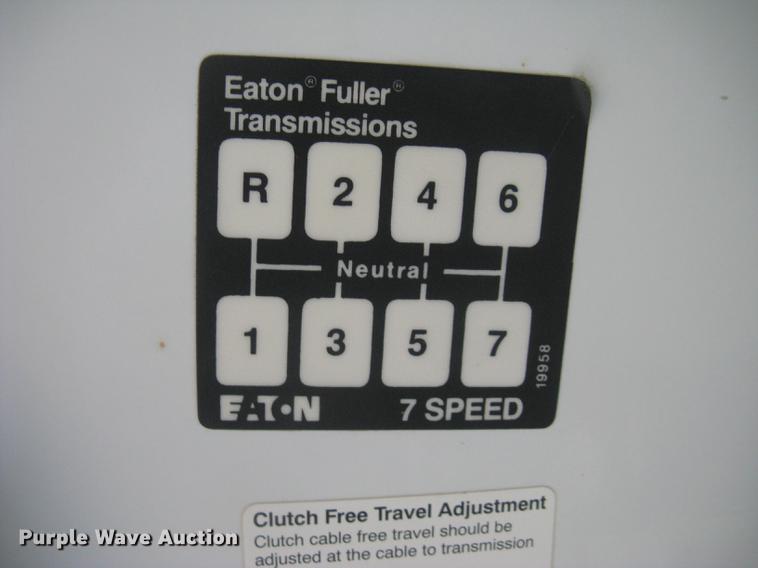 Eaton® Fuller®
Transmissions
R 2 4 6
Neutral
1 3 5 7
19958
EATON 7 SPEED
Clutch Free Travel Adjustment
Clutch cable free travel should be
adjusted at the cable to transmission
Purple Wave Auction